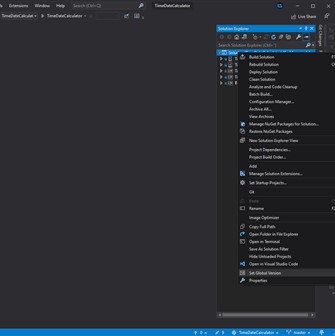 Extensions Window Help Search (Ctrl+Q) TimeDateCalculator
TimeDateCalculat TimeDateCalculator
Live Share
Solution Explorer
Search Solution Explorer (Ctrl+;)
Git Changes
Build Solution
Rebuild Solution
Deploy Solution
Clean Solution
Analyze and Code Cleanup
Batch Build...
Configuration Manager...
Archive All...
View Archives
Manage NuGet Packages for Solution...
Restore NuGet Packages
New Solution Explorer View
Project Dependencies...
Project Build Order...
Add
Manage Solution Extensions...
Set Startup Projects...
Git
Paste
Rename
Image Optimizer
Copy Full Path
Open Folder in File Explorer
Open in Terminal
Save As Solution Filter
Hide Unloaded Projects
Open in Visual Studio Code
Set Global Version
Properties
TimeDateCalculator master